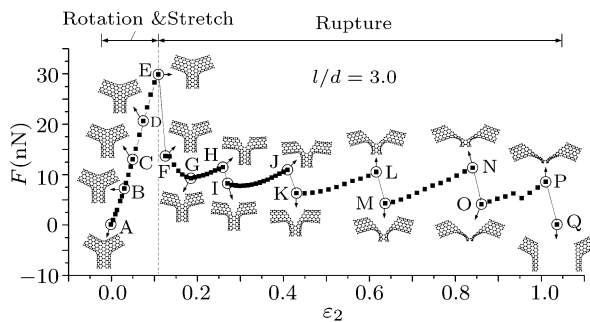 Rotation & Stretch
Rupture
l/d = 3.0
F (nN)
30
20
10
0
−10
E
D
C
B
A
F
G
H
I
J
K
L
M
N
O
P
Q
0.0 0.2 0.4 0.6 0.8 1.0
ε₂